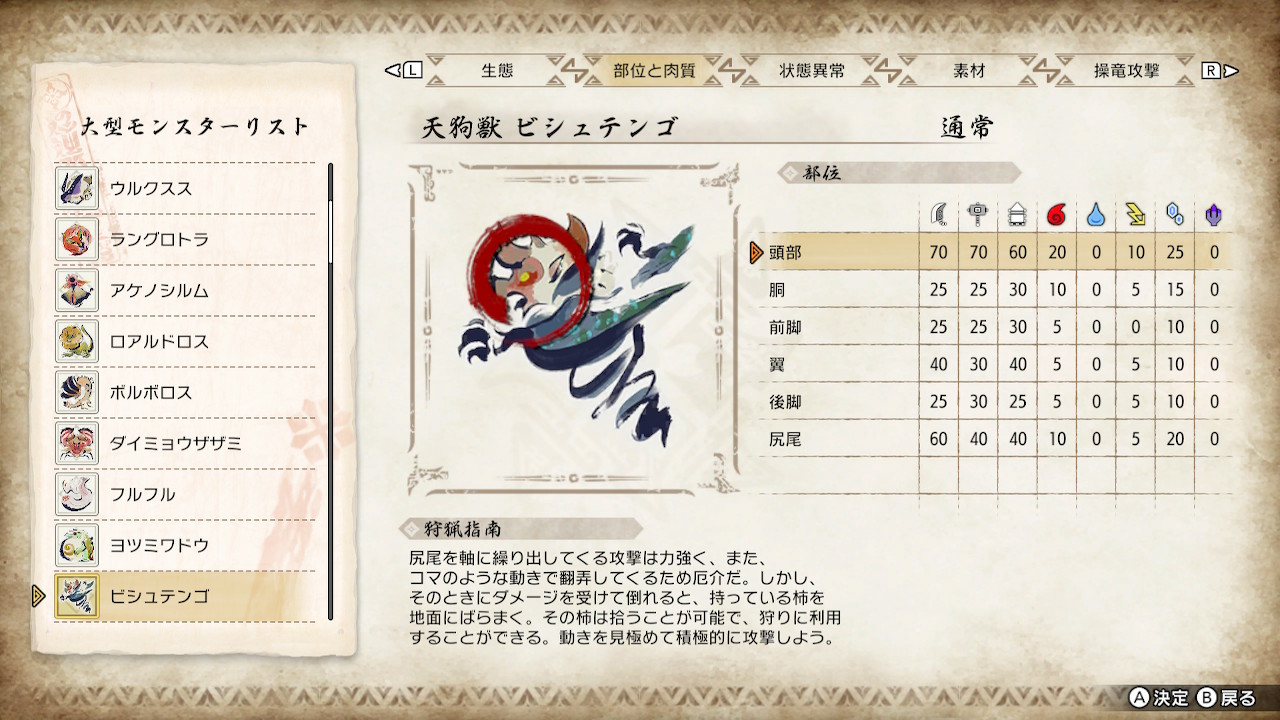 L 生態 部位と肉質 状態異常 素材 操竜攻撃 R
大型モンスターリスト
ウルクスス
ラングロトラ
アケノシルム
ロアルドロス
ボルボロス
ダイミョウザザミ
フルフル
ヨツミワドウ
ビシュテンゴ
天狗獣 ビシュテンゴ 通常
部位
頭部 70 70 60 20 0 10 25 0
胴 25 25 30 10 0 5 15 0
前脚 25 25 30 5 0 0 10 0
翼 40 30 40 5 0 5 10 0
後脚 25 30 25 5 0 5 10 0
尻尾 60 40 40 10 0 5 20 0
狩猟指南
尻尾を軸に繰り出してくる攻撃は力強く、また、
コマのような動きで翻弄してくるため厄介だ。しかし、
そのときにダメージを受けて倒れると、持っている柿を
地面にばらまく。その柿は拾うことが可能で、狩りに利用
することができる。動きを見極めて積極的に攻撃しよう。
A 決定 B 戻る